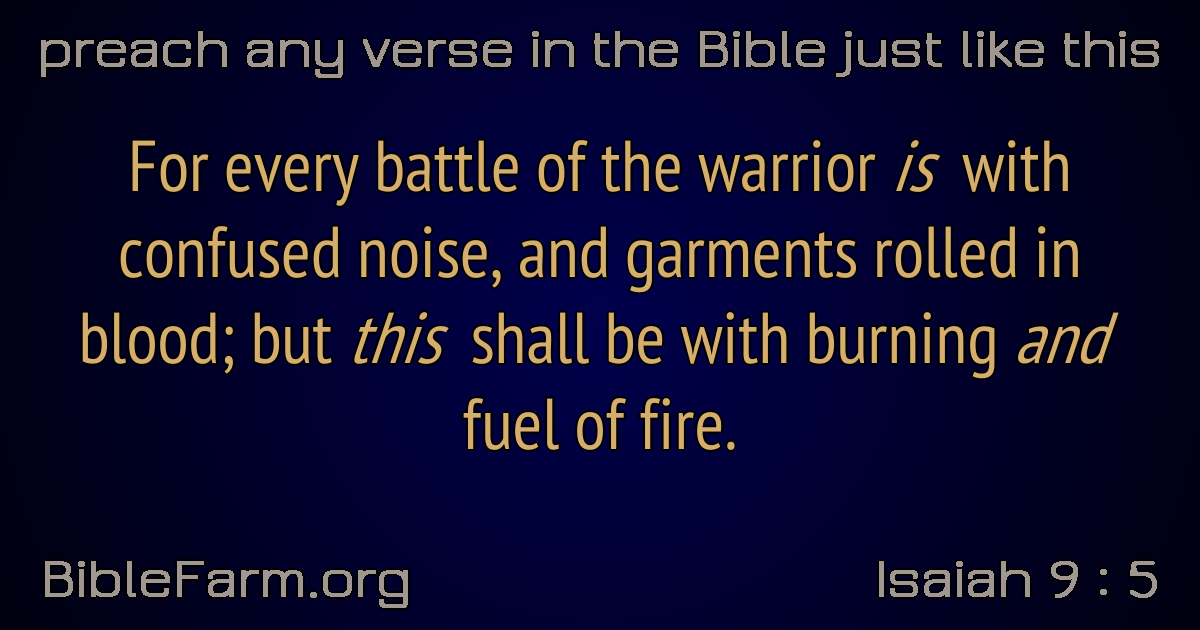 preach any verse in the Bible just like this
For every battle of the warrior is with
confused noise, and garments rolled in
blood; but this shall be with burning and
fuel of fire.
BibleFarm.org
Isaiah 9 : 5